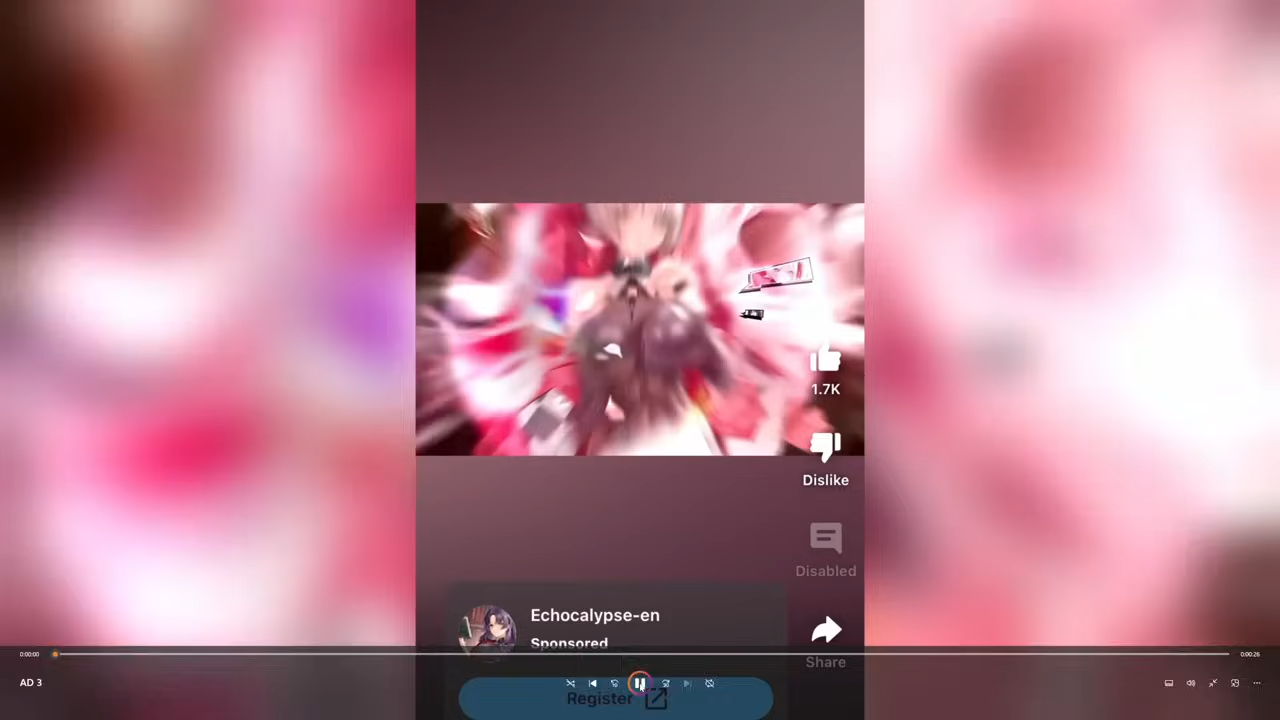 1.7K
Dislike
Disabled
Echocalypse-en
Sponsored
Share
0:00:00
0:00:26
AD 3
Register